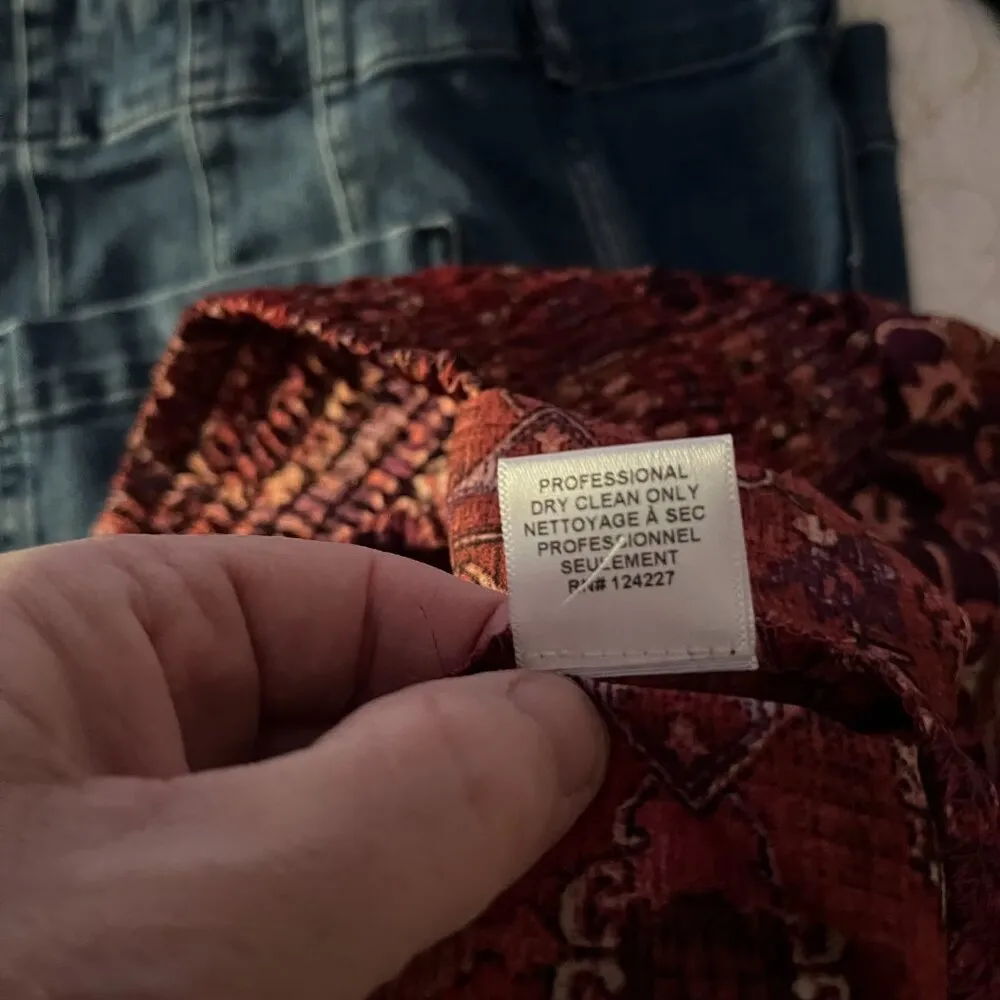 PROFESSIONAL
DRY CLEAN ONLY
NETTOYAGE À SEC
PROFESSIONNEL
SEULEMENT
RN# 124227